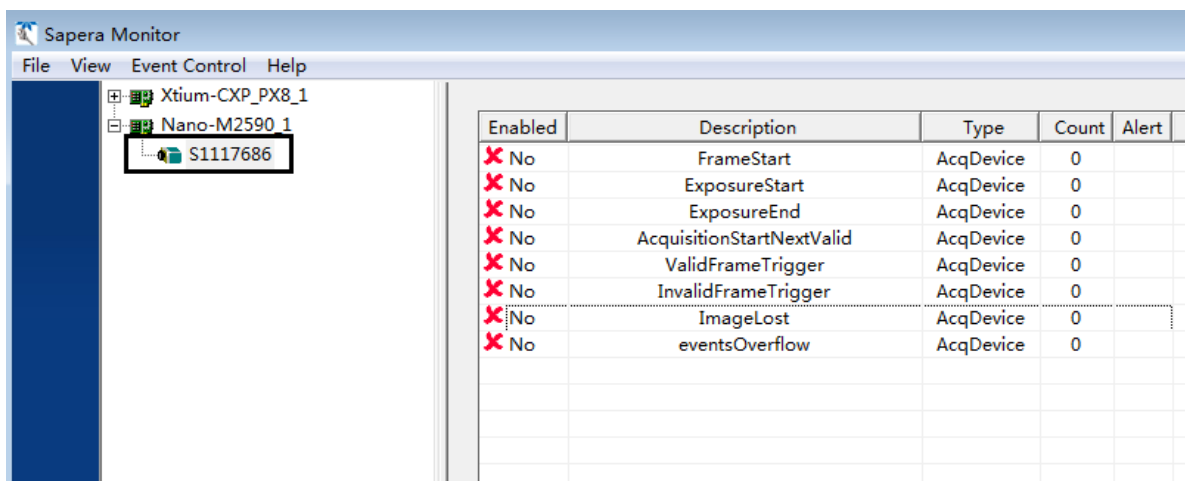 Sapera Monitor
File View Event Control Help
Xtium-CXP_PX8_1
Nano-M2590_1
S1117686
Enabled Description Type Count Alert
No FrameStart AcqDevice 0
No ExposureStart AcqDevice 0
No ExposureEnd AcqDevice 0
No AcquisitionStartNextValid AcqDevice 0
No ValidFrameTrigger AcqDevice 0
No InvalidFrameTrigger AcqDevice 0
No ImageLost AcqDevice 0
No eventsOverflow AcqDevice 0